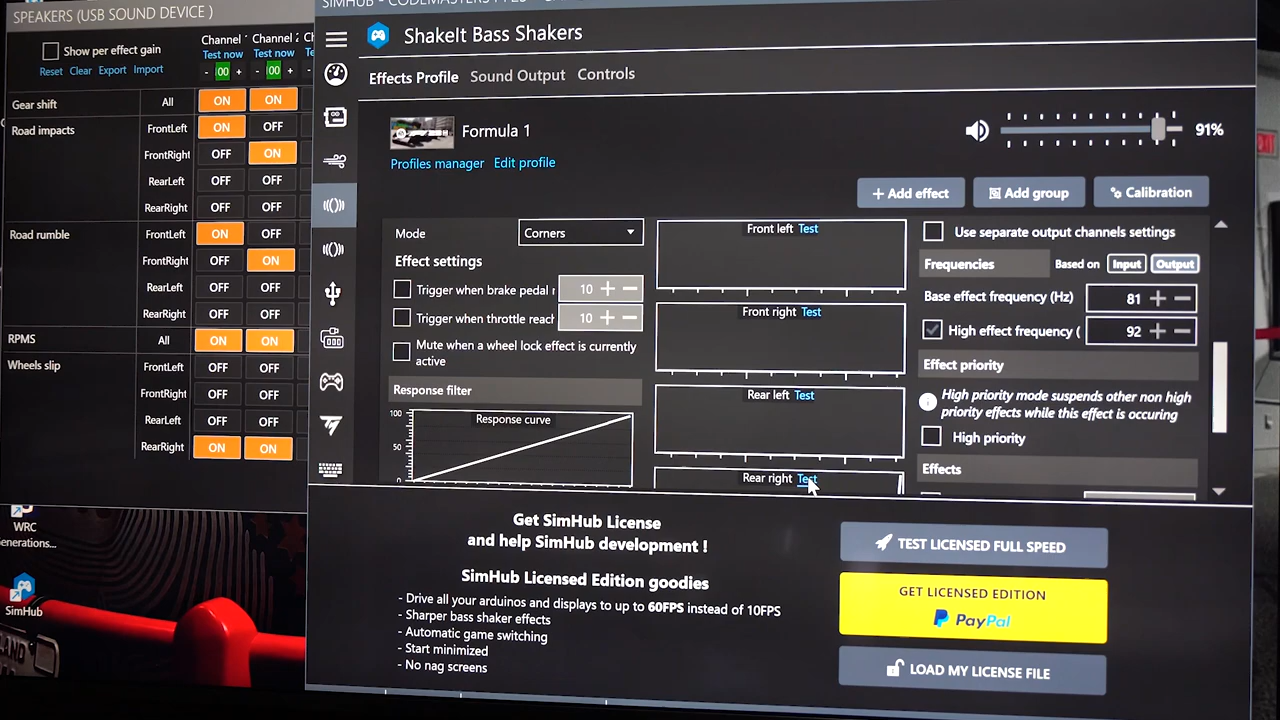 SPEAKERS (USB SOUND DEVICE )
Show per effect gain
Reset Clear Export Import
Channel
Channel 2
Test now
Test now
- 00 +
- 00 +
Gear shift All ON ON
Road impacts FrontLeft ON OFF
FrontRight OFF ON
RearLeft OFF OFF
RearRight OFF OFF
Road rumble FrontLeft ON OFF
FrontRight OFF ON
RearLeft OFF OFF
RearRight OFF OFF
RPMS All ON ON
Wheels slip FrontLeft OFF OFF
FrontRight OFF OFF
RearLeft OFF OFF
RearRight ON ON
WRC
Generations...
SimHub
SIMHUB - CODEMASTERS
ShakeIt Bass Shakers
Effects Profile Sound Output Controls
Formula 1
Profiles manager Edit profile
91%
+ Add effect
Add group
Calibration
Mode Corners
Effect settings
Trigger when brake pedal 10 + −
Trigger when throttle reach 10 + −
Mute when a wheel lock effect is currently
active
Response filter
100
50
0
Response curve
Front left Test
Front right Test
Rear left Test
Rear right Test
Use separate output channels settings
Frequencies Based on Input Output
Base effect frequency (Hz) 81 + −
High effect frequency ( 92 + −
Effect priority
High priority mode suspends other non high
priority effects while this effect is occuring
High priority
Effects
Get SimHub License
and help SimHub development !
SimHub Licensed Edition goodies
- Drive all your arduinos and displays to up to 60FPS instead of 10FPS
- Sharper bass shaker effects
- Automatic game switching
- Start minimized
- No nag screens
TEST LICENSED FULL SPEED
GET LICENSED EDITION
PayPal
LOAD MY LICENSE FILE